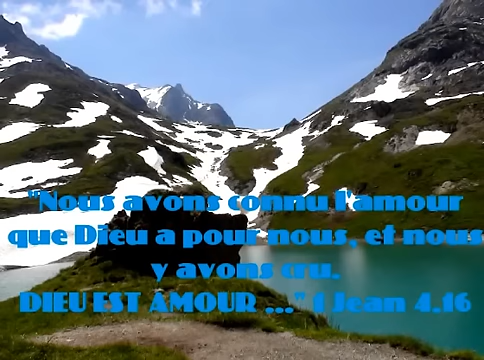 "Nous avons connu l'amour
que Dieu a pour nous, et nous
y avons cru.
DIEU EST AMOUR ..." 1 Jean 4.16